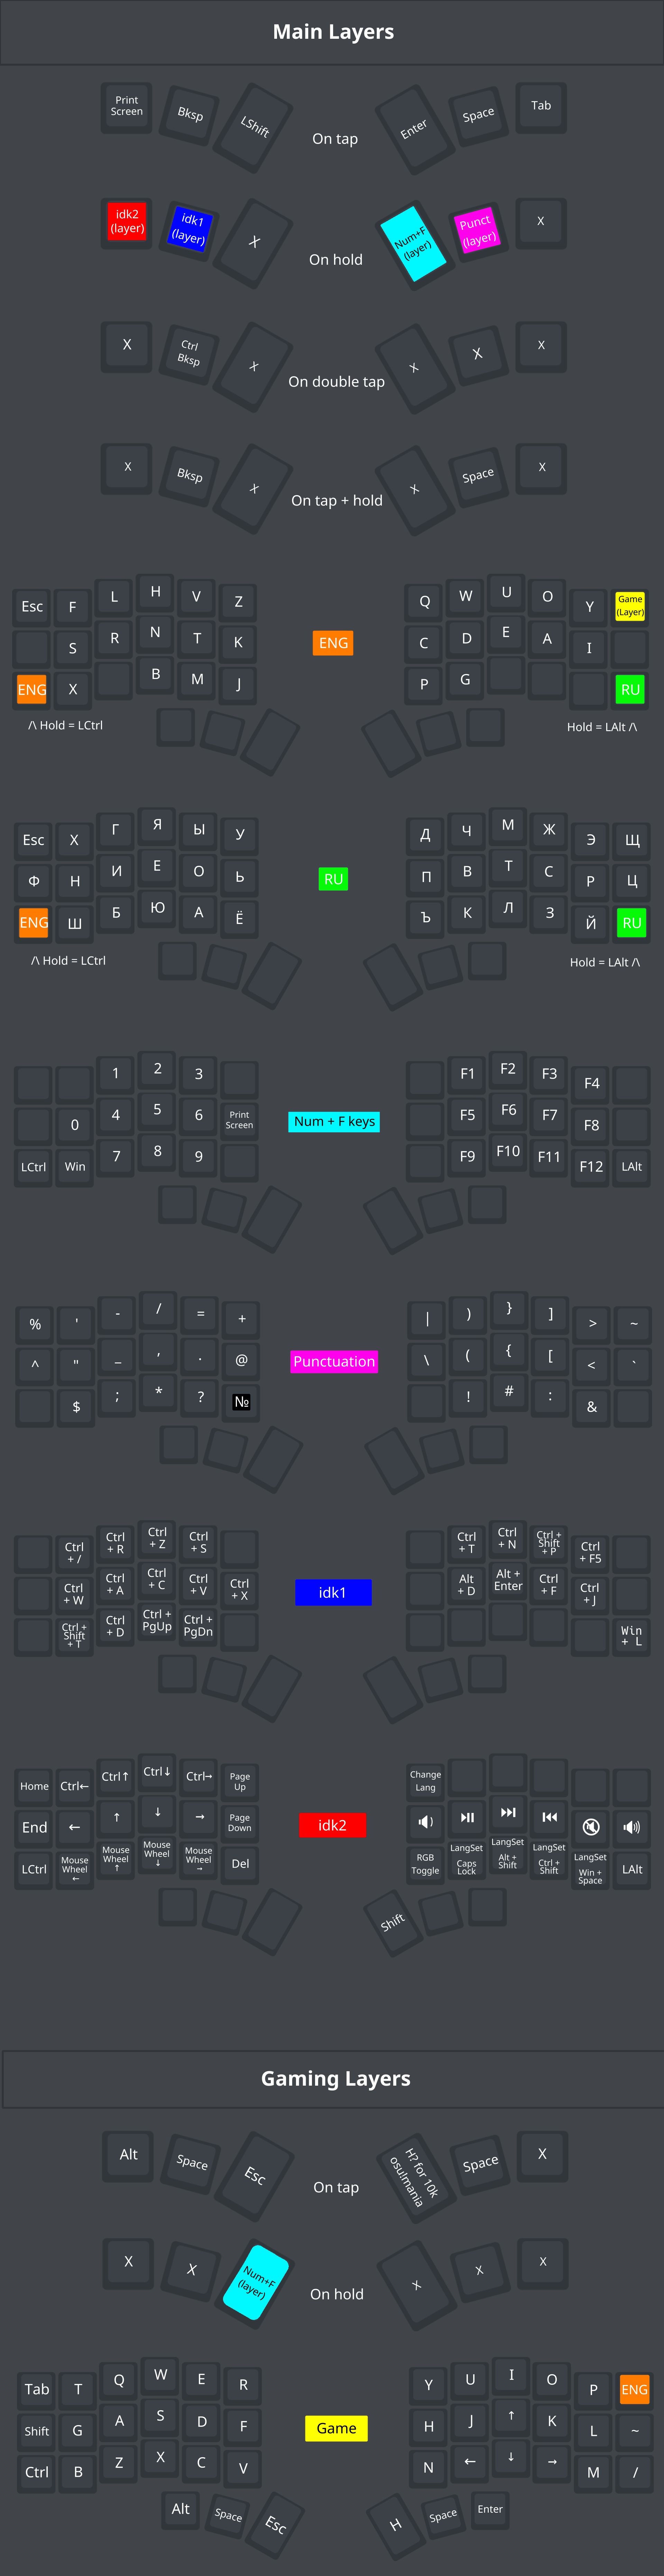 Main Layers
Print
Screen
Bksp
LShift
On tap
Enter
Space
Tab
idk2
(layer)
idk1
(layer)
X
On hold
Num+F
(layer)
Punct
(layer)
X
X
Ctrl
Bksp
X
On double tap
X
X
X
X
Bksp
X
On tap + hold
X
Space
X
Esc F L H V Z
Q W U O Y Game
(Layer)
S R N T K
ENG
C D E A I
ENG X B M J
P G RU
/\ Hold = LCtrl
Hold = LAlt /\
Esc Х Г Я Ы У
Д Ч М Ж Э Щ
Ф Н И Е О Ь
RU
П В Т С Р Ц
ENG Ш Б Ю А Ё
Ъ К Л З Й RU
/\ Hold = LCtrl
Hold = LAlt /\
1 2 3
F1 F2 F3 F4
0 4 5 6 Print
Screen
Num + F keys
F5 F6 F7 F8
LCtrl Win 7 8 9
F9 F10 F11 F12 LAlt
% ' - / = +
| ) } ] > ~
^ " _ , . @
Punctuation
\ ( { [ < `
$ ; * ? №
! # : &
Ctrl
+ /
Ctrl
+ R
Ctrl
+ Z
Ctrl
+ S
Ctrl
+ T
Ctrl
+ N
Ctrl +
Shift
+ P
Ctrl
+ F5
Ctrl
+ W
Ctrl
+ A
Ctrl
+ C
Ctrl
+ V
Ctrl
+ X
idk1
Alt
+ D
Alt +
Enter
Ctrl
+ F
Ctrl
+ J
Ctrl +
Shift
+ T
Ctrl
+ D
Ctrl +
PgUp
Ctrl +
PgDn
Win
+ L
Home
Ctrl←
Ctrl↑
Ctrl↓
Ctrl→
Page
Up
Change
Lang
End
←
↑
↓
→
Page
Down
idk2
LCtrl
Mouse
Wheel
←
Mouse
Wheel
↑
Mouse
Wheel
↓
Mouse
Wheel
→
Del
RGB
Toggle
LangSet
Caps
Lock
LangSet
Alt +
Shift
LangSet
Ctrl +
Shift
LangSet
Win +
Space
LAlt
Shift
Gaming Layers
Alt
Space
Esc
On tap
H? for 10k
osu!mania
Space
X
X
X
Num+F
(layer)
On hold
X
X
X
Tab T Q W E R
Y U I O P ENG
Shift G A S D F
Game
H J ↑ K L ~
Ctrl B Z X C V
N ← ↓ → M /
Alt
Space
Esc
H
Space
Enter